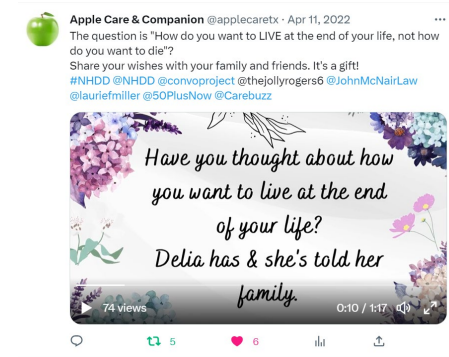 Apple Care & Companion @applecaretx · Apr 11, 2022
The question is "How do you want to LIVE at the end of your life, not how
do you want to die"?
Share your wishes with your family and friends. It's a gift!
#NHDD @NHDD @convoproject @thejollyrogers6 @JohnMcNairLaw
@lauriefmiller @50PlusNow @Carebuzz
Have you thought about how
you want to live at the end
of your life?
Delia has & she's told her
family.
74 views
0:10 / 1:17
5
6